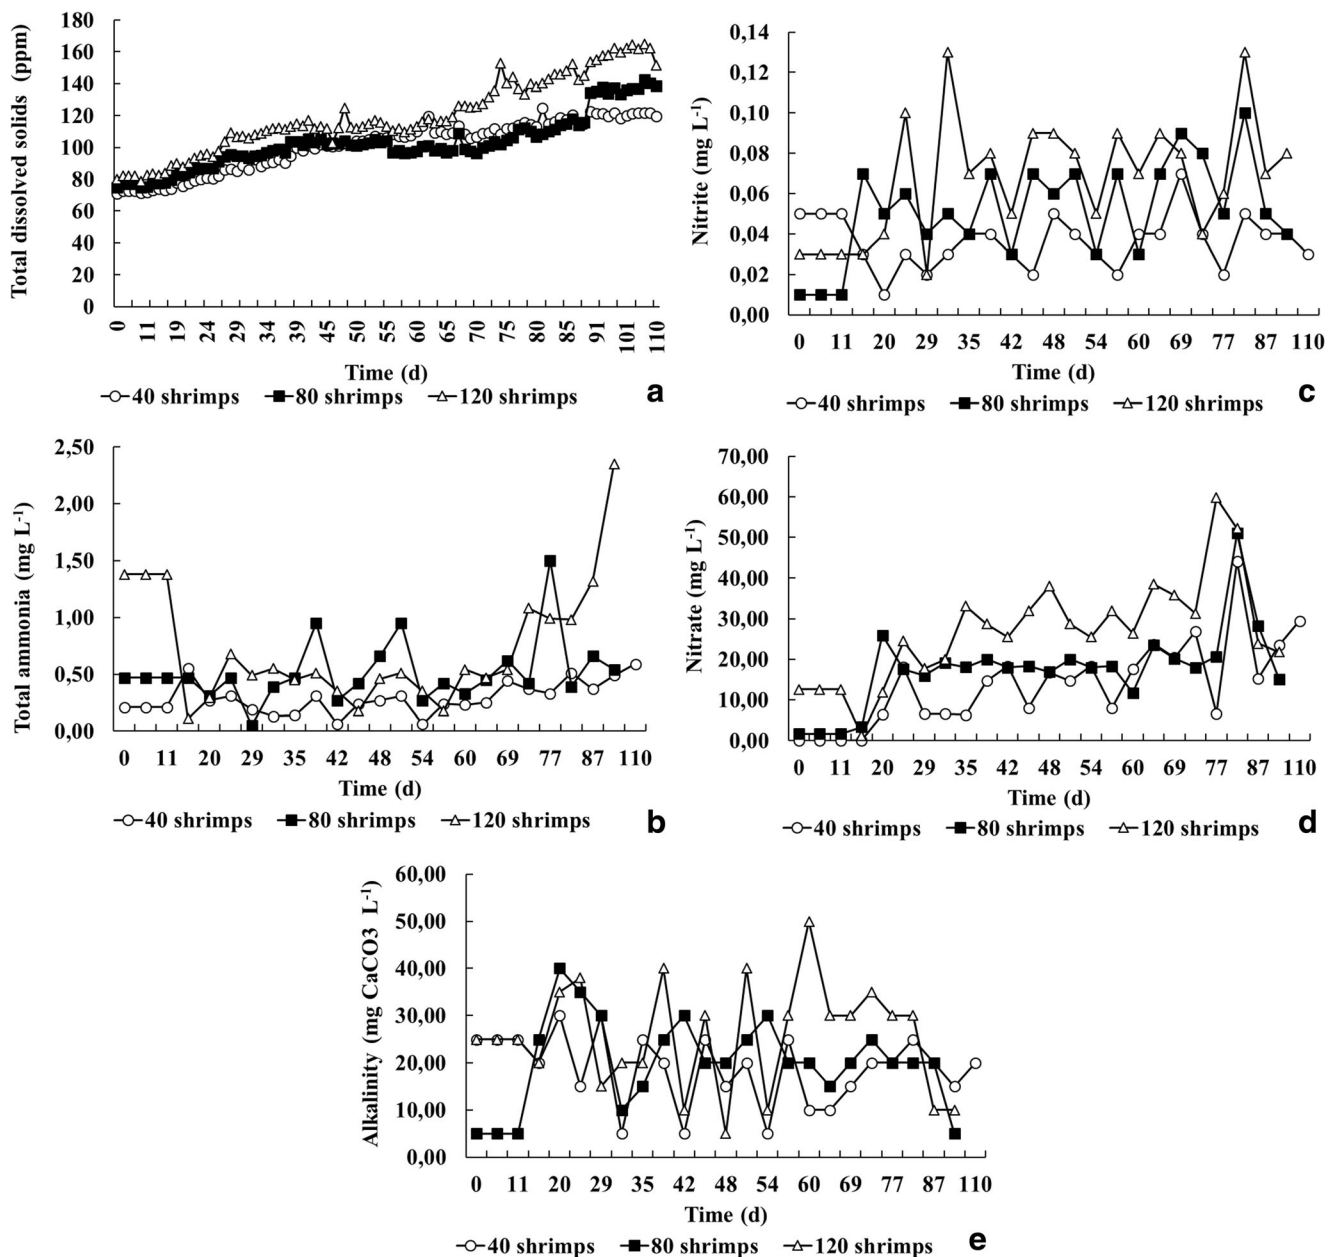 180
160
140
120
100
80
60
40
20
0
Total dissolved solids (ppm)
0 11 19 24 29 39 45 55 60 66 70 75 80 85 91 101 110
Time (d)
40 shrimps 80 shrimps 120 shrimps
a
0,14
0,12
0,10
0,08
0,06
0,04
0,02
0,00
Nitrite (mg L-1)
0 11 20 29 35 42 48 54 60 69 77 87 110
Time (d)
40 shrimps 80 shrimps 120 shrimps
c
2,50
2,00
1,50
1,00
0,50
0,00
Total ammonia (mg L-1)
0 11 20 29 35 42 48 54 60 69 77 87 110
Time (d)
40 shrimps 80 shrimps 120 shrimps
b
70,00
60,00
50,00
40,00
30,00
20,00
10,00
0,00
Nitrate (mg L-1)
0 11 20 29 35 42 48 54 60 69 77 87 110
Time (d)
40 shrimps 80 shrimps 120 shrimps
d
60,00
50,00
40,00
30,00
20,00
10,00
0,00
Alkalinity (mg CaCO3 L-1)
0 11 20 29 35 42 48 54 60 69 77 87 110
Time (d)
40 shrimps 80 shrimps 120 shrimps
e